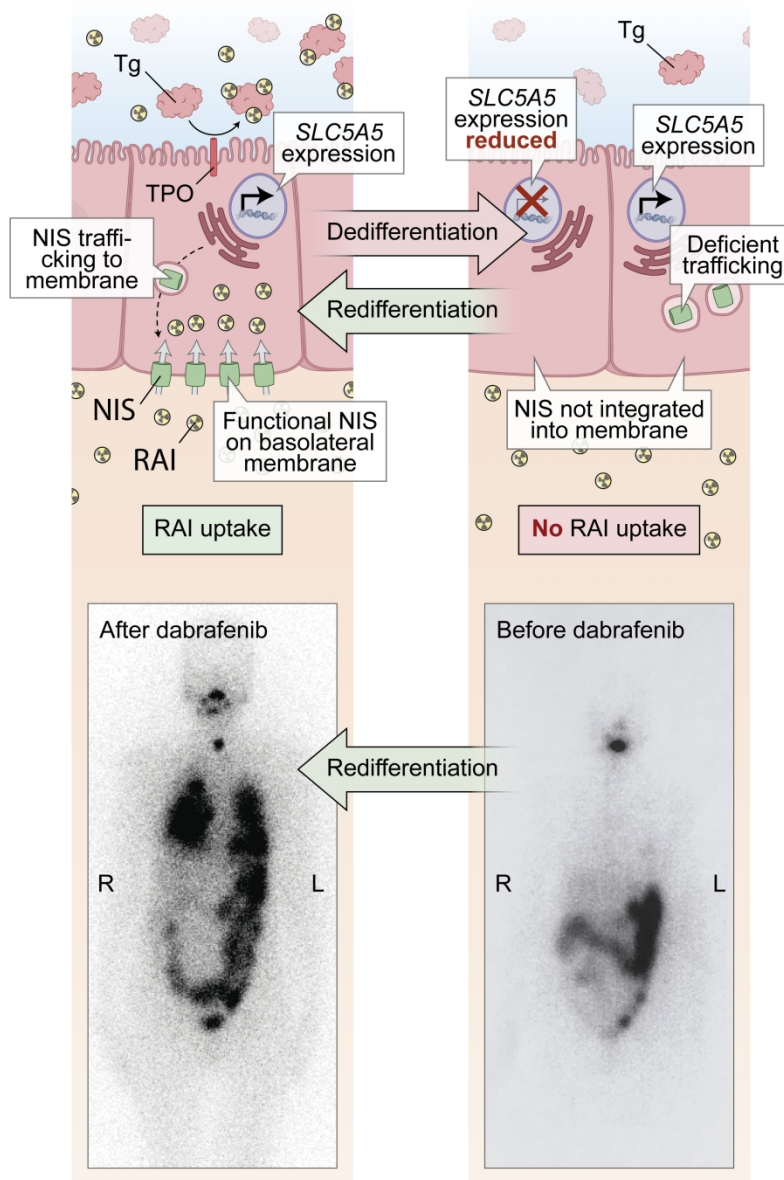 Tg
SLC5A5
expression
TPO
NIS traffi-
cking to
membrane
NIS
RAI
Functional NIS
on basolateral
membrane
RAI uptake
Dedifferentiation
Redifferentiation
Tg
SLC5A5
expression
reduced
SLC5A5
expression
Deficient
trafficking
NIS not integrated
into membrane
No RAI uptake
After dabrafenib
R
L
Redifferentiation
Before dabrafenib
R
L